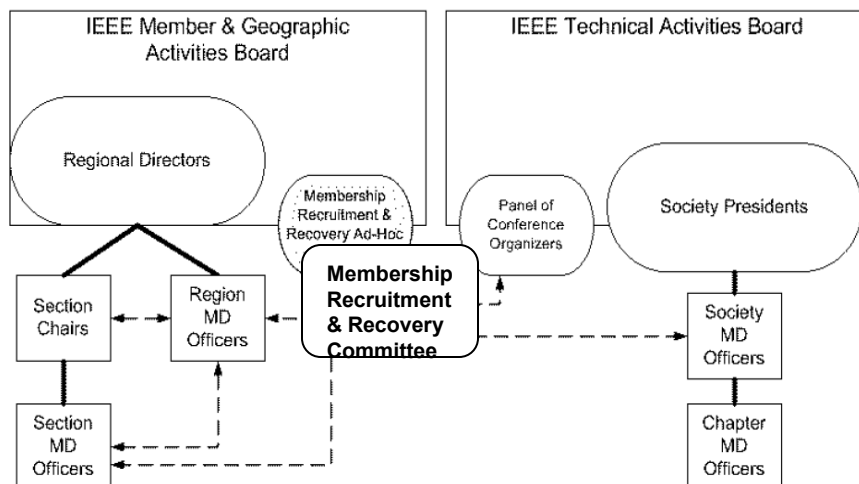 IEEE Member & Geographic
Activities Board
IEEE Technical Activities Board
Regional Directors
Membership
Recruitment &
Recovery Ad-Hoc
Panel of
Conference
Organizers
Society Presidents
Membership
Recruitment
& Recovery
Committee
Section
Chairs
Region
MD
Officers
Society
MD
Officers
Section
MD
Officers
Chapter
MD
Officers